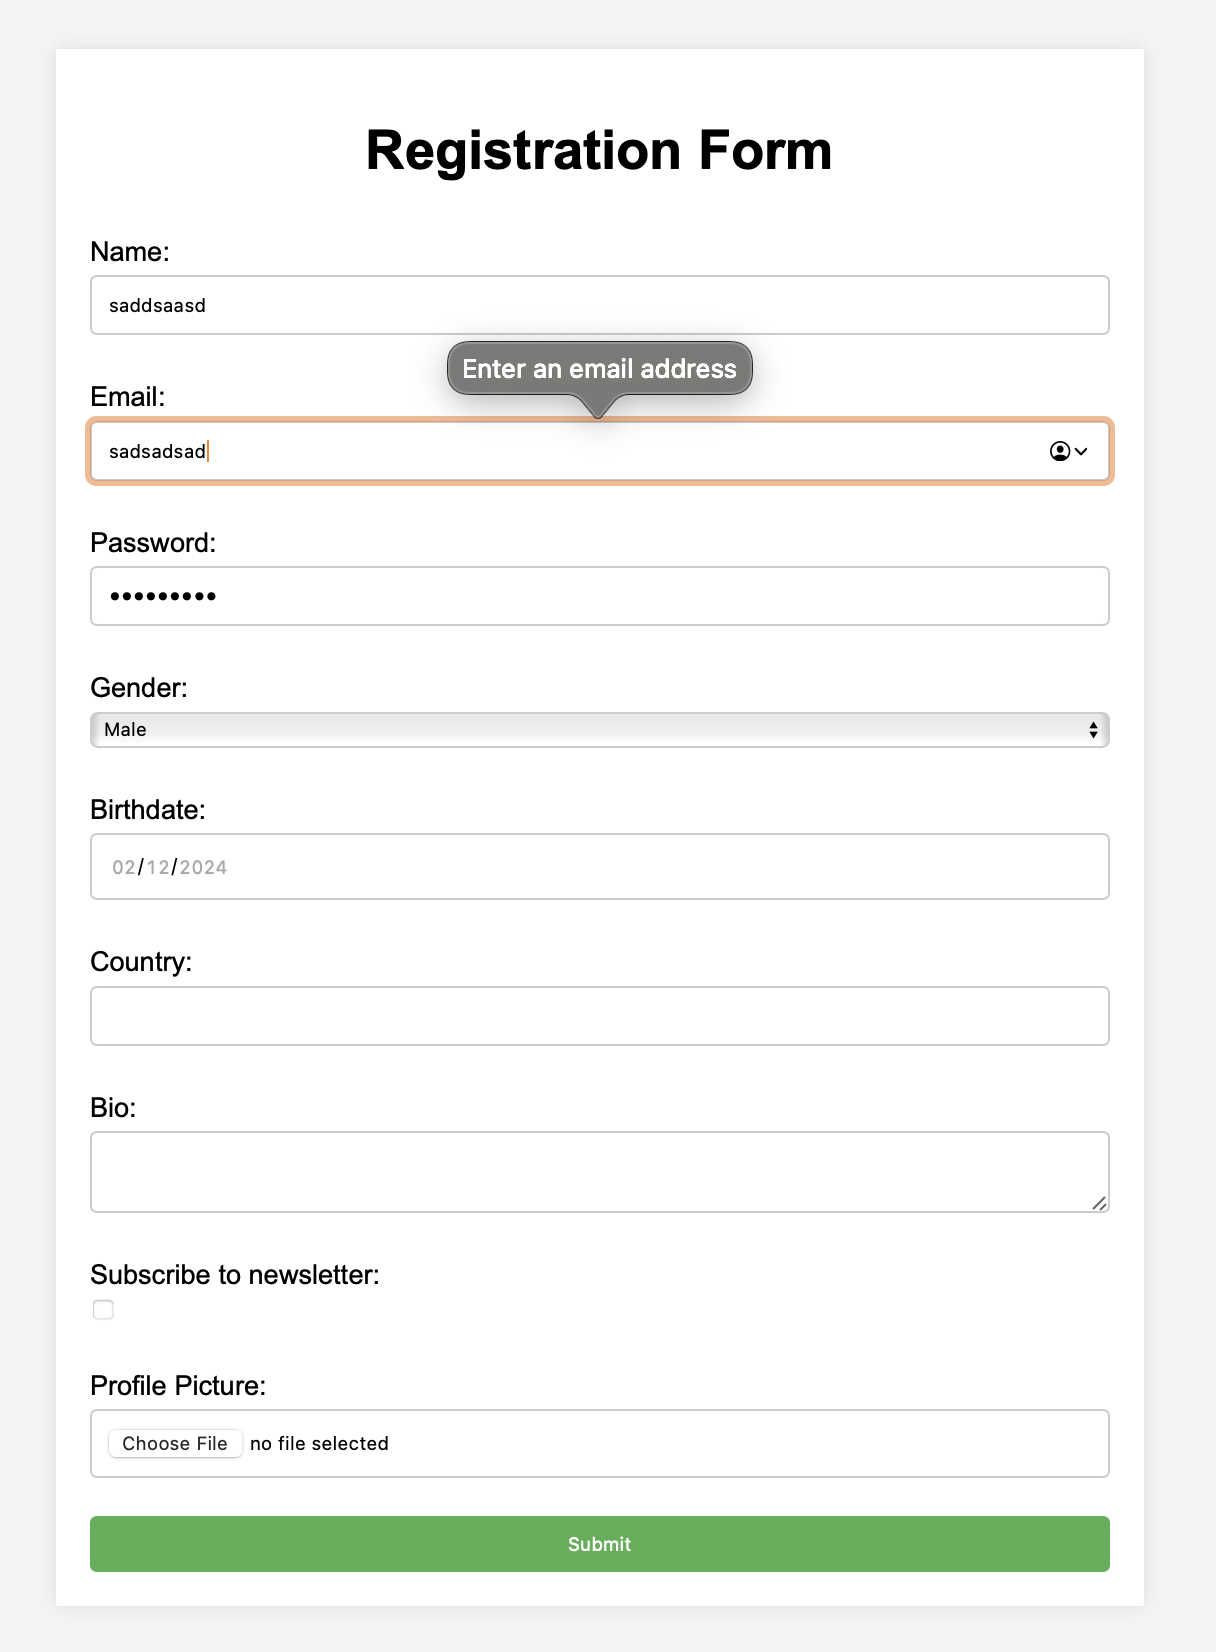 Registration Form
Name:
saddsaasd
Enter an email address
Email:
sadsadsad
Password:
•••••••••
Gender:
Male
Birthdate:
02/12/2024
Country:
Bio:
Subscribe to newsletter:
Profile Picture:
Choose File no file selected
Submit